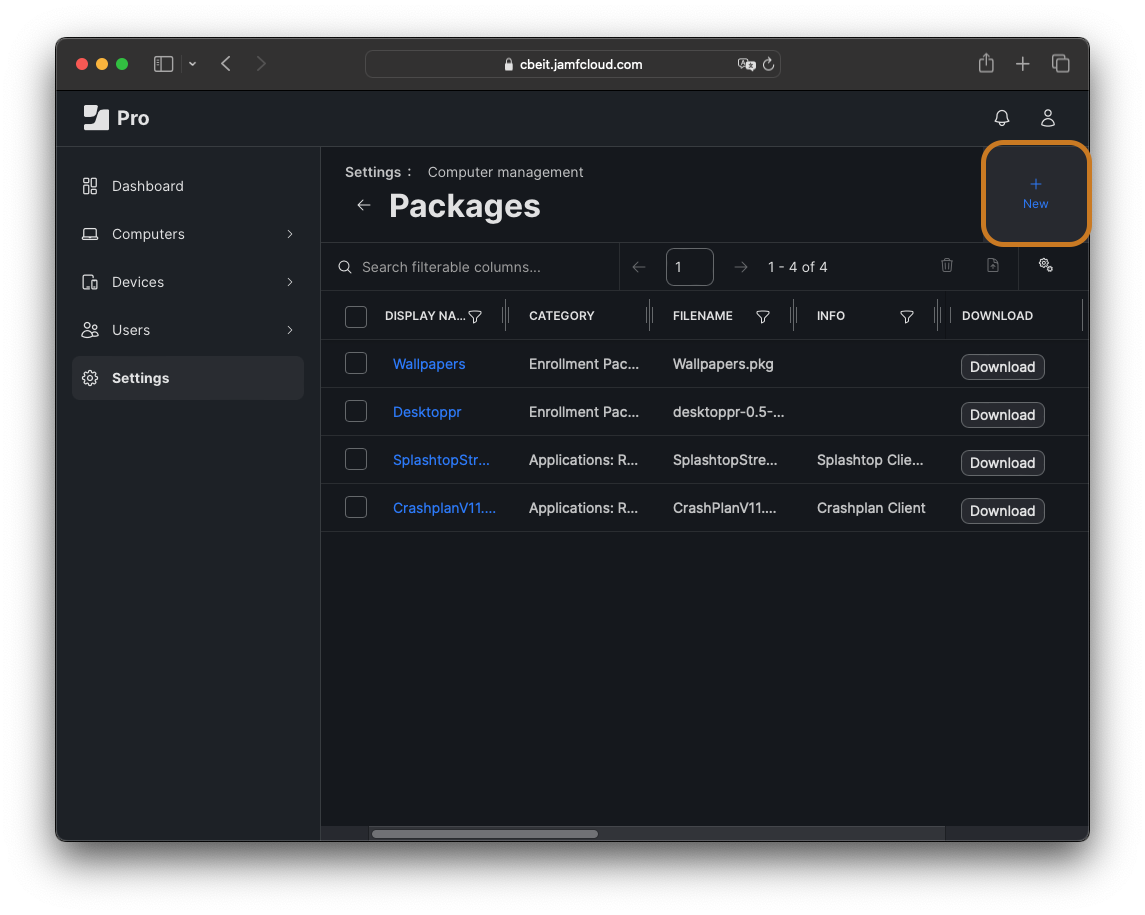 cbeit.jamfcloud.com
Pro
Dashboard
Computers
Devices
Users
Settings
Settings : Computer management
Packages
New
Search filterable columns...
1
1 - 4 of 4
DISPLAY NA... CATEGORY FILENAME INFO DOWNLOAD
Wallpapers Enrollment Pac... Wallpapers.pkg Download
Desktoppr Enrollment Pac... desktoppr-0.5-... Download
SplashtopStr... Applications: R... SplashtopStre... Splashtop Clie... Download
CrashplanV11.... Applications: R... CrashPlanV11.... Crashplan Client Download